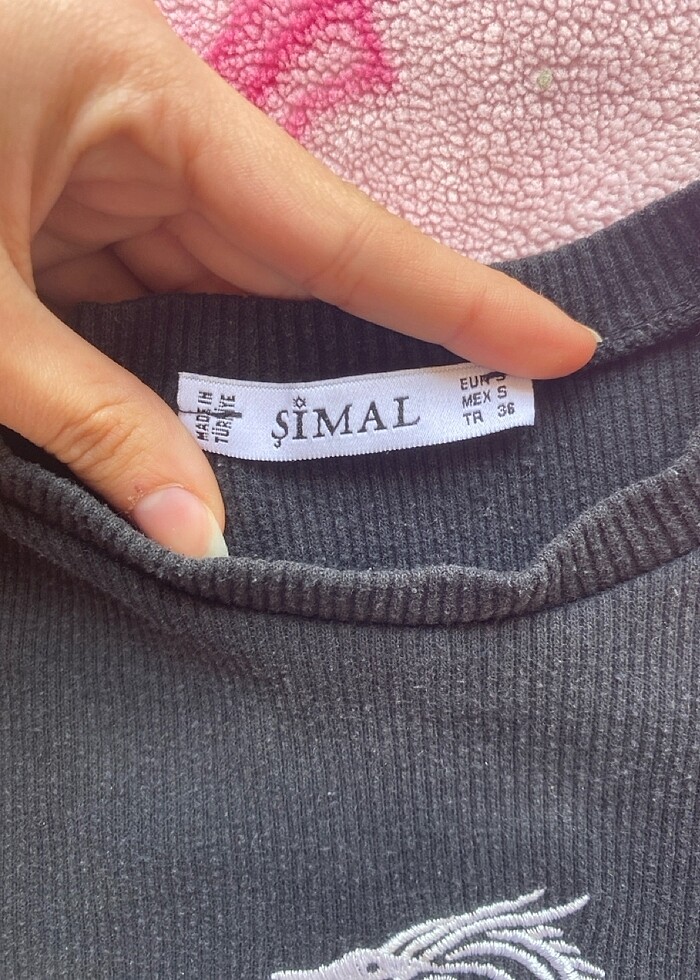 MADE IN
TÜRKİYE
ŞİMAL
EUR S
MEX S
TR 36